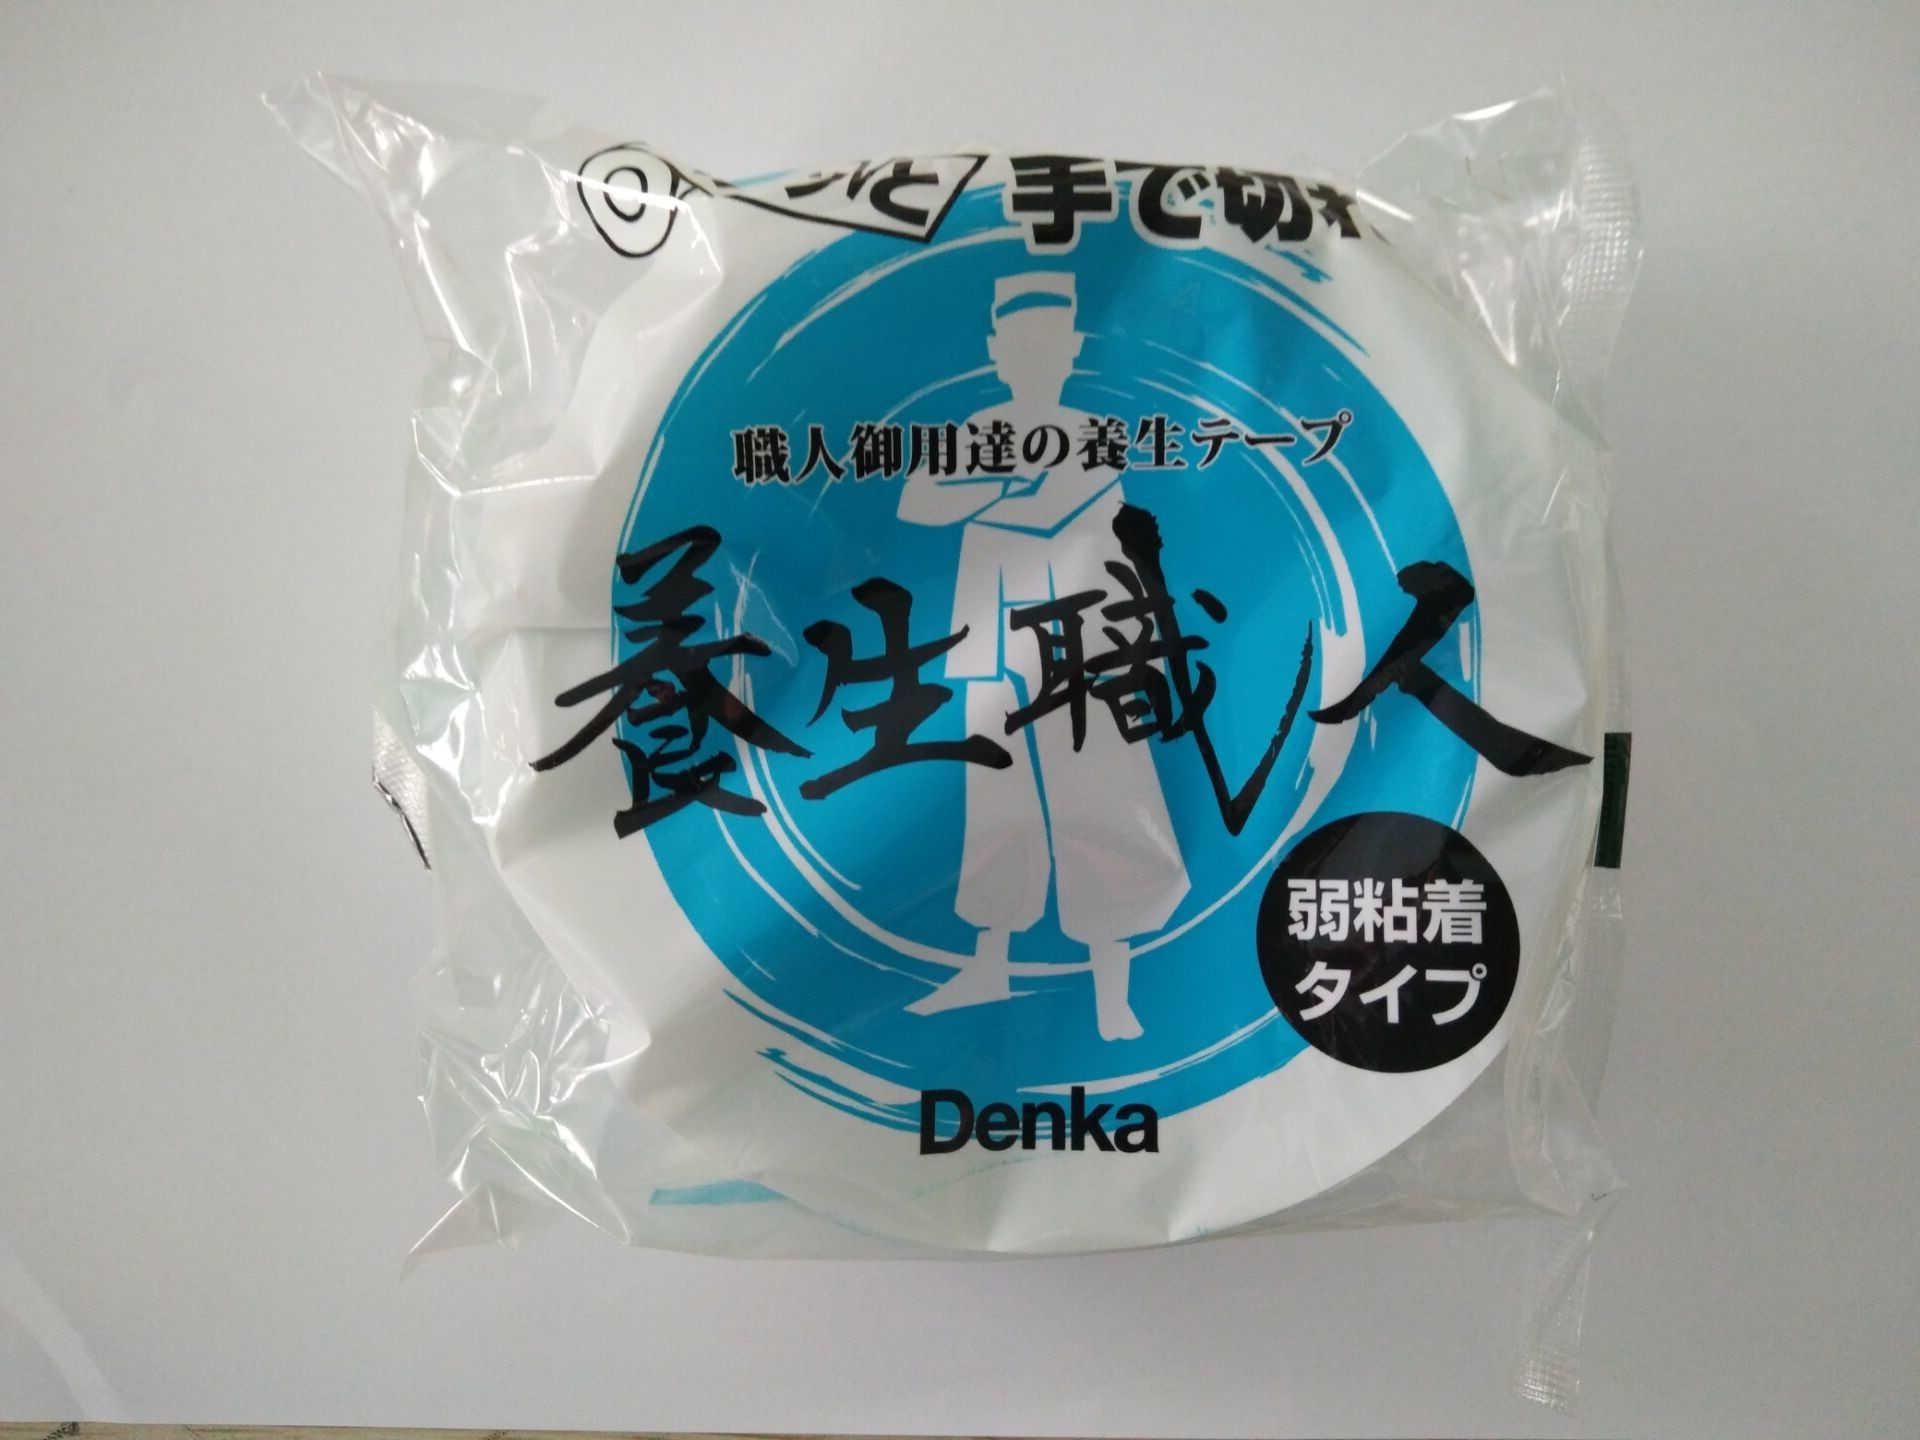 手で切れ
職人御用達の養生テープ
養生職人
弱粘着
タイプ
Denka